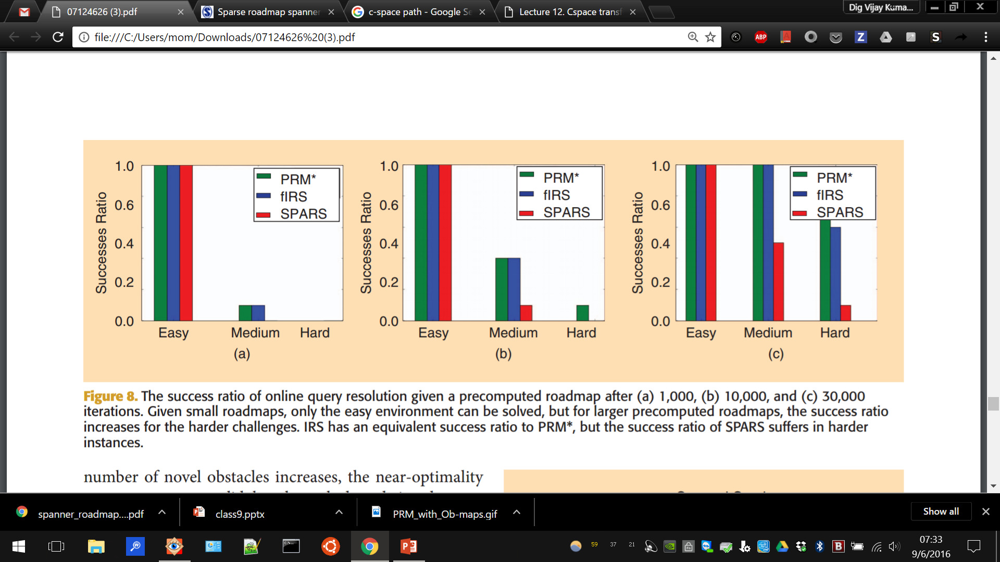 07124626 (3).pdf
Sparse roadmap spanner
c-space path - Google Se
Lecture 12. Cspace transf
Dig Vijay Kuma...
file:///C:/Users/mom/Downloads/07124626%20(3).pdf
ABP
Z
S
1.0
0.6
0.4
0.2
0.0
Successes Ratio
PRM*
fIRS
SPARS
Easy Medium Hard
(a)
1.0
0.6
0.4
0.2
0.0
Successes Ratio
PRM*
fIRS
SPARS
Easy Medium Hard
(b)
1.0
0.6
0.4
0.2
0.0
Successes Ratio
PRM*
fIRS
SPARS
Easy Medium Hard
(c)
Figure 8. The success ratio of online query resolution given a precomputed roadmap after (a) 1,000, (b) 10,000, and (c) 30,000
iterations. Given small roadmaps, only the easy environment can be solved, but for larger precomputed roadmaps, the success ratio
increases for the harder challenges. IRS has an equivalent success ratio to PRM*, but the success ratio of SPARS suffers in harder
instances.
number of novel obstacles increases, the near-optimality
spanner_roadmap....pdf
class9.pptx
PRM_with_Ob-maps.gif
Show all
59 37 21
07:33
9/6/2016